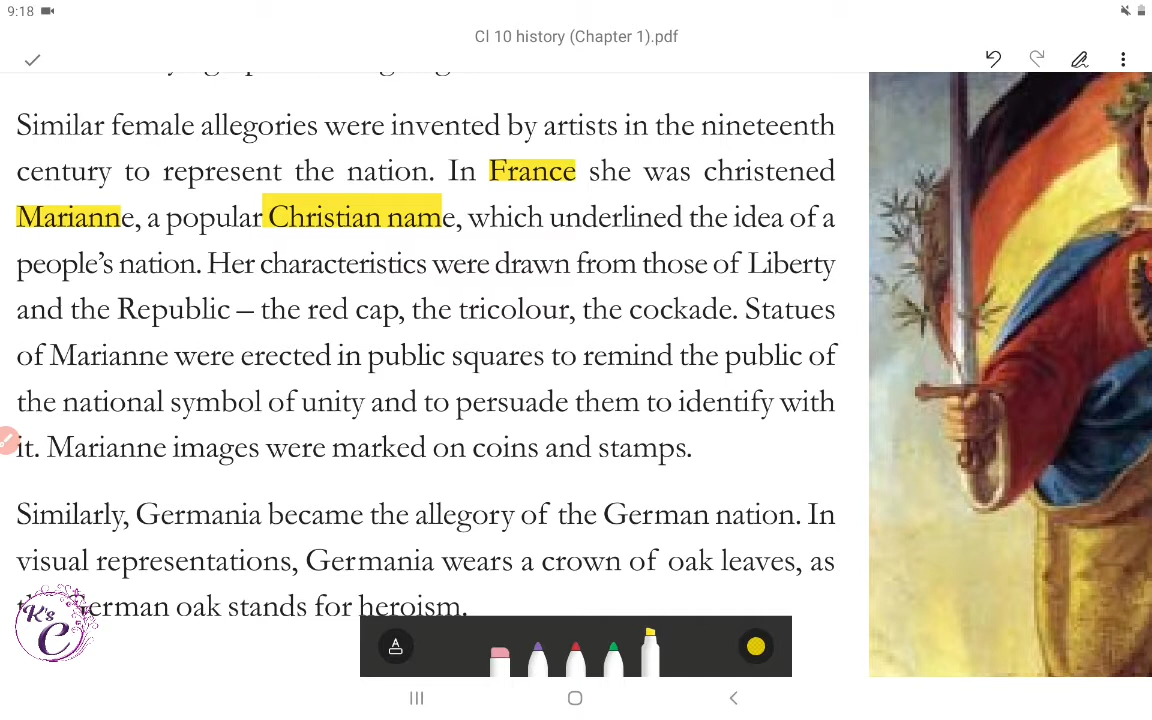 9:18
Cl 10 history (Chapter 1).pdf
Similar female allegories were invented by artists in the nineteenth
century to represent the nation. In France she was christened
Marianne, a popular Christian name, which underlined the idea of a
people’s nation. Her characteristics were drawn from those of Liberty
and the Republic – the red cap, the tricolour, the cockade. Statues
of Marianne were erected in public squares to remind the public of
the national symbol of unity and to persuade them to identify with
it. Marianne images were marked on coins and stamps.
Similarly, Germania became the allegory of the German nation. In
visual representations, Germania wears a crown of oak leaves, as
German oak stands for heroism.
K's
C
A